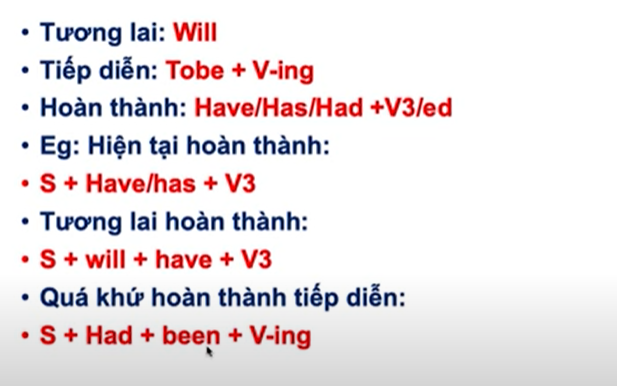 • Tương lai: Will
• Tiếp diễn: Tobe + V-ing
• Hoàn thành: Have/Has/Had +V3/ed
• Eg: Hiện tại hoàn thành:
• S + Have/has + V3
• Tương lai hoàn thành:
• S + will + have + V3
• Quá khứ hoàn thành tiếp diễn:
• S + Had + been + V-ing